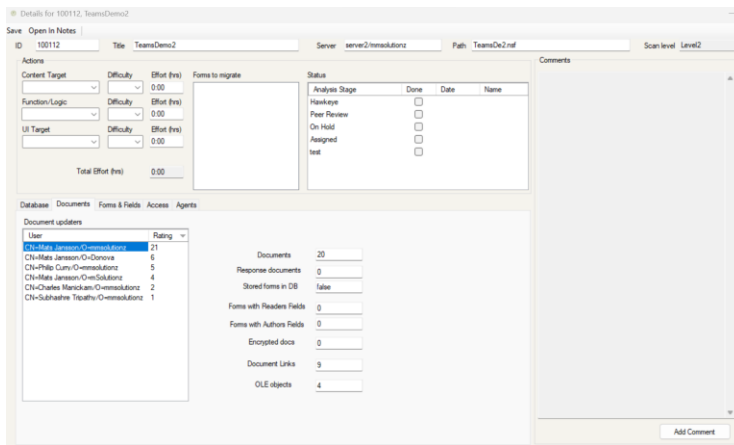 Details for 100112, TeamsDemo2
Save Open In Notes
ID 100112 Title TeamsDemo2 Server server2/mmsolutionz Path TeamsDe2.nsf Scan level Level2
Actions
Content Target Difficulty Effort (hrs) Forms to migrate
0:00
Function/Logic Difficulty Effort (hrs)
0:00
UI Target Difficulty Effort (hrs)
0:00
Total Effort (hrs) 0:00
Status
Analysis Stage Done Date Name
Hawkeye
Peer Review
On Hold
Assigned
test
Comments
Database Documents Forms & Fields Access Agents
Document updaters
User Rating
CN=Mats Jansson/O=mmsolutionz 21
CN=Mats Jansson/O=Donova 6
CN=Philip Curry/O=mmsolutionz 5
CN=Mats Jansson/O=mSolutionz 4
CN=Charles Manickam/O=mmsolutionz 2
CN=Subhashre Tripathy/O=mmsolutionz 1
Documents 20
Response documents 0
Stored forms in DB false
Forms with Readers Fields 0
Forms with Authors Fields 0
Encrypted docs 0
Document Links 9
OLE objects 4
Add Comment